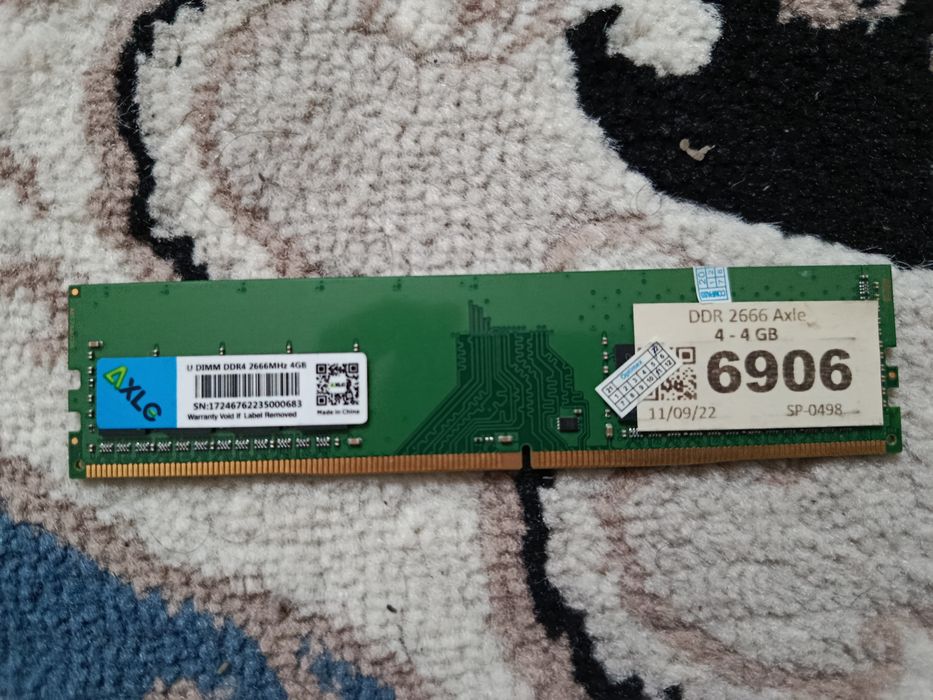 AXLE
U DIMM DDR4 2666MHz 4GB
SN:17246762235000683
Warranty Void If Label Removed
Made in China
DDR 2666 Axle
4 - 4 GB
6906
11/09/22
SP-0498
Optimex